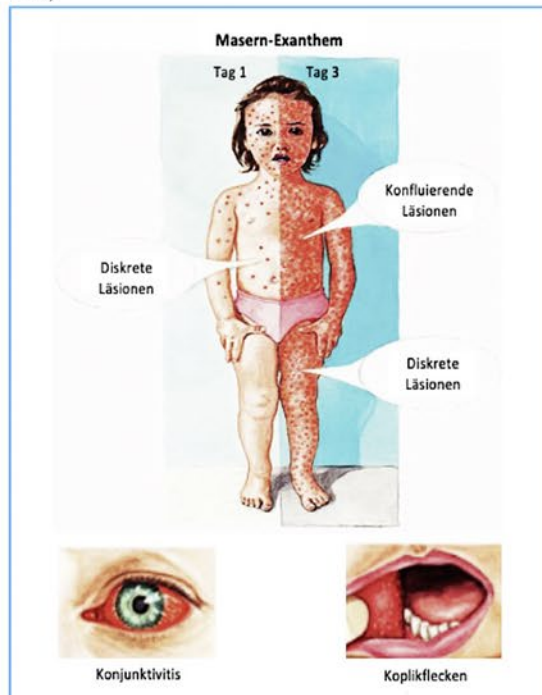 Masern-Exanthem
Tag 1
Tag 3
Konfluierende
Läsionen
Diskrete
Läsionen
Diskrete
Läsionen
Konjunktivitis
Koplikflecken